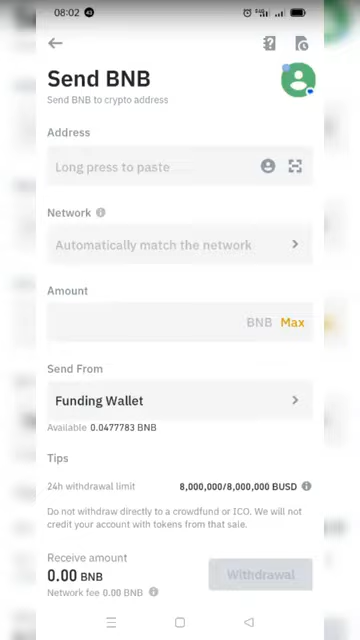 08:02
Send BNB
Send BNB to crypto address
Address
Long press to paste
Network
Automatically match the network
Amount
BNB Max
Send From
Funding Wallet
Available 0.0477783 BNB
Tips
24h withdrawal limit 8,000,000/8,000,000 BUSD
Do not withdraw directly to a crowdfund or ICO. We will
not credit your account with tokens from that sale.
Receive amount
0.00 BNB
Withdrawal
Network fee 0.00 BNB